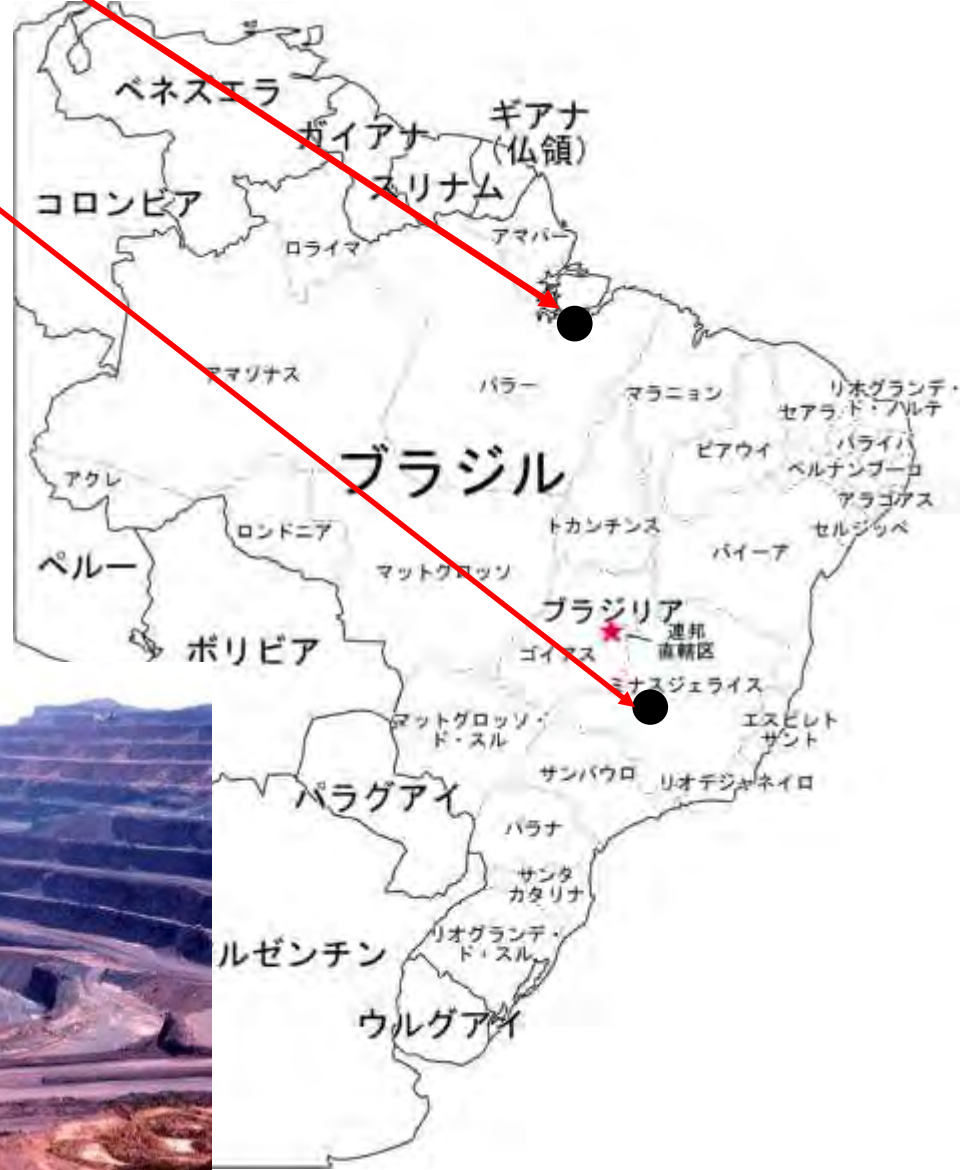 ベネズエラ
ギアナ
(仏領)
ガイアナ
スリナム
コロンビア
アマパー
ロライマ
アマゾナス
パラー
マラニョン
リオグランデ・
ド・ノルテ
セアラ
ピアウイ
パライバ
ペルナンブーコ
アラゴアス
セルジッペ
ブラジル
アクレ
ロンドニア
トカンチンス
バイーア
ペルー
マットグロッソ
ブラジリア
連邦
直轄区
ゴイアス
ボリビア
ミナスジェライス
マットグロッソ・
ド・スル
エスピレト
サント
サンパウロ
リオデジャネイロ
パラグアイ
パラナ
サンタ
カタリナ
リオグランデ・
ド・スル
ルゼンチン
ウルグアイ